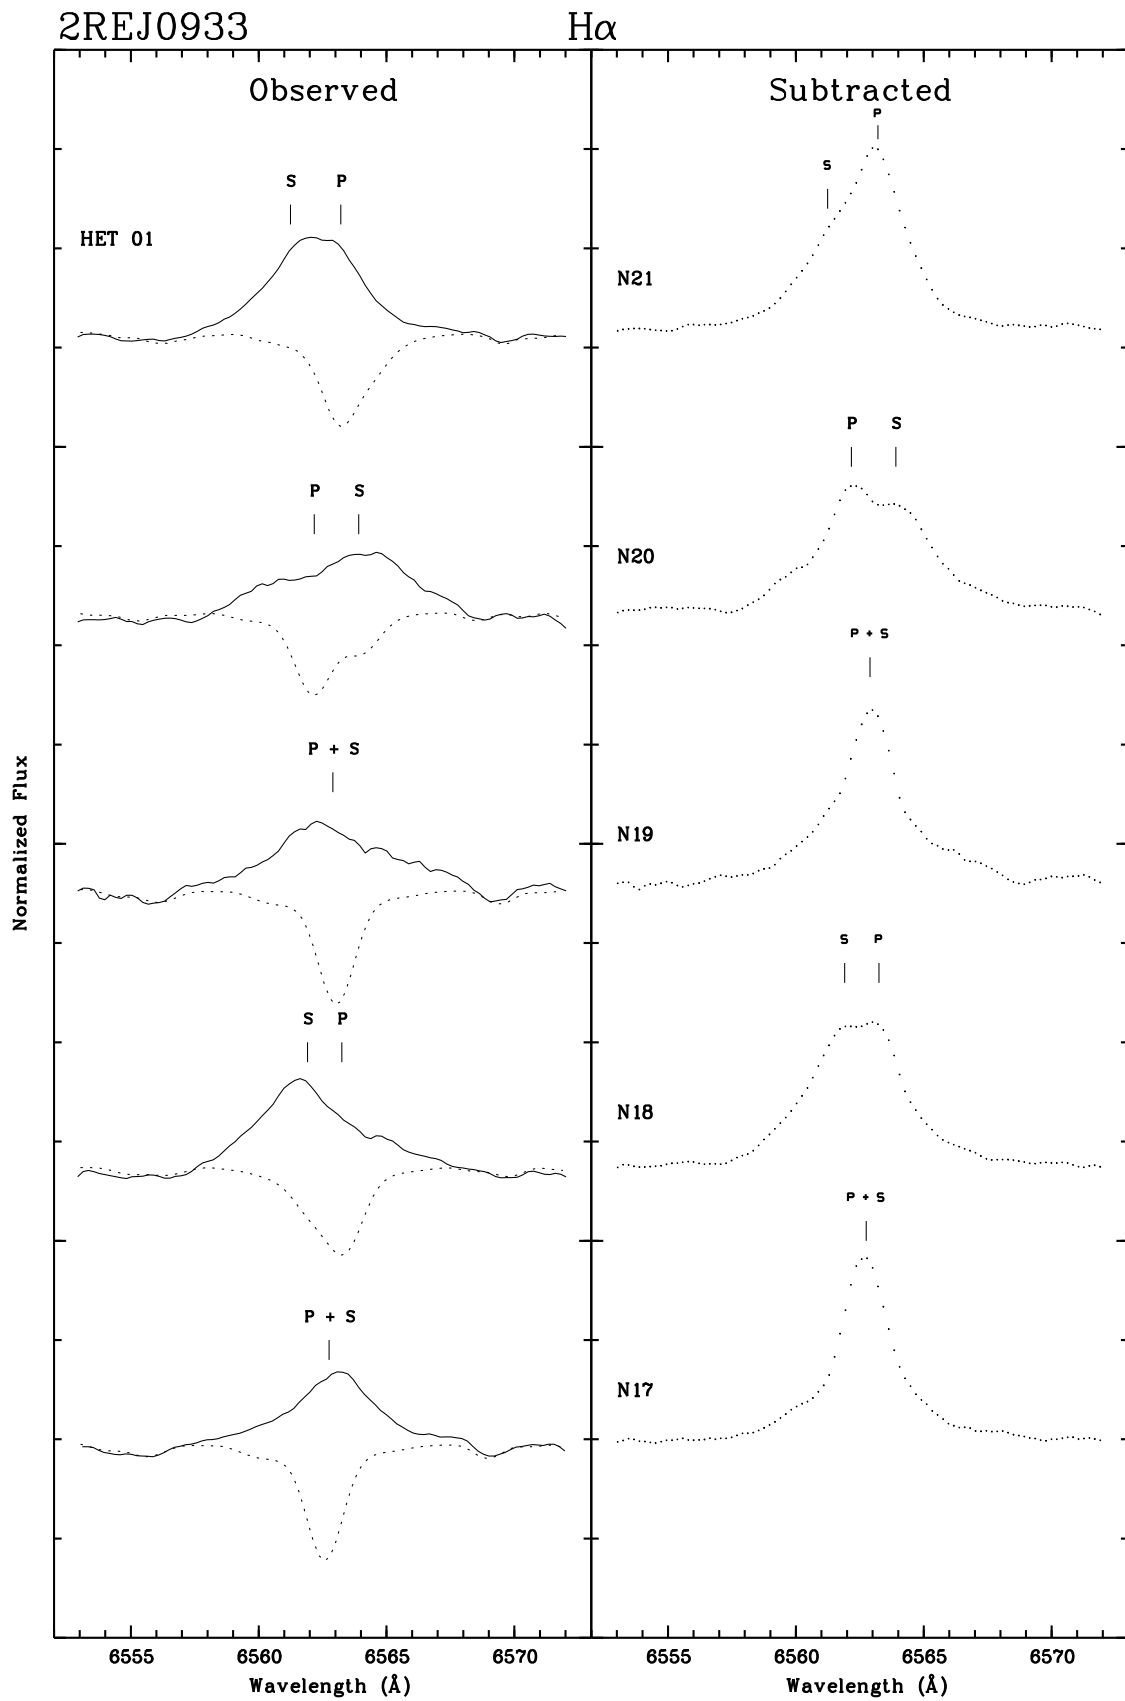 2REJ0933 Hα
Observed Subtracted
P
S
S P
HET 01
N21
P S
P S
N20
P + S
P + S
N19
S P
S P
N18
P + S
P + S
N17
Normalized Flux
6555 6560 6565 6570 6555 6560 6565 6570
Wavelength (Å) Wavelength (Å)